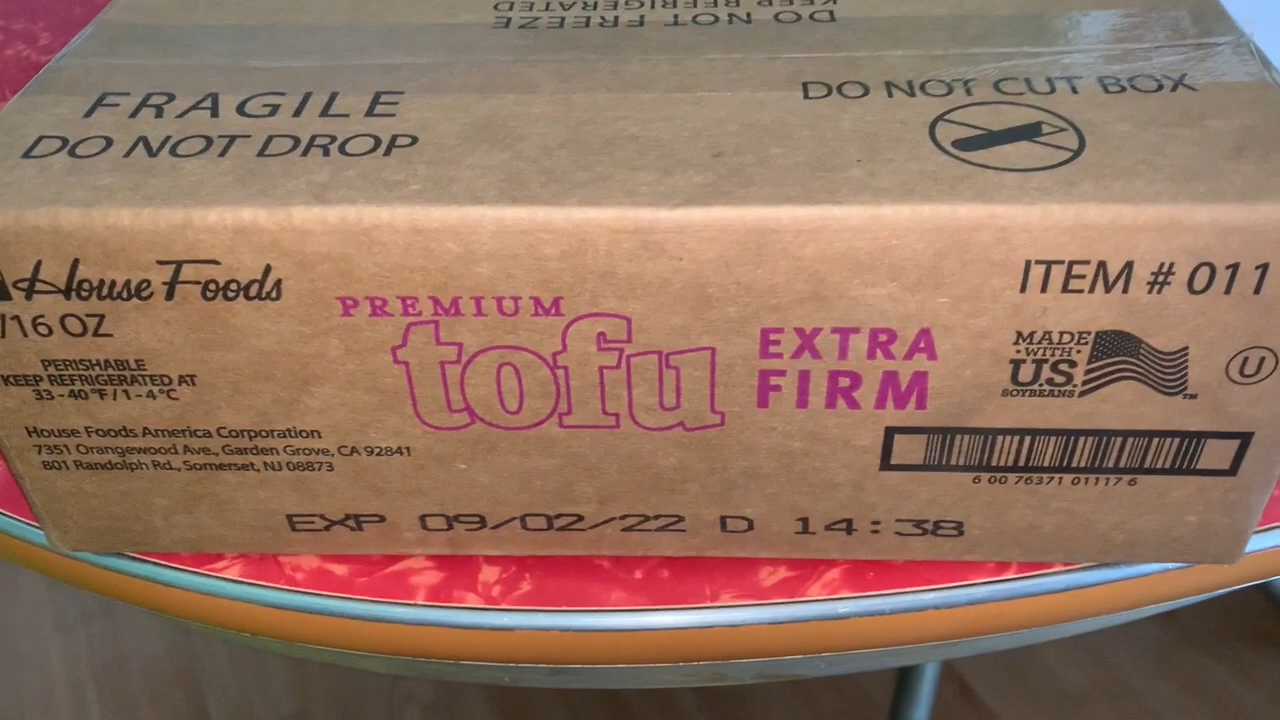 KEEP REFRIGERATED
DO NOT FREEZE
FRAGILE
DO NOT DROP
DO NOT CUT BOX
House Foods
/16 OZ
PERISHABLE
KEEP REFRIGERATED AT
33-40°F/1-4°C
House Foods America Corporation
7351 Orangewood Ave., Garden Grove, CA 92841
801 Randolph Rd., Somerset, NJ 08873
PREMIUM
tofu
EXTRA
FIRM
ITEM # 011
MADE
·WITH·
U.S.
SOYBEANS
TM
U
6 00 76371 01117 6
EXP 09/02/22 D 14:38